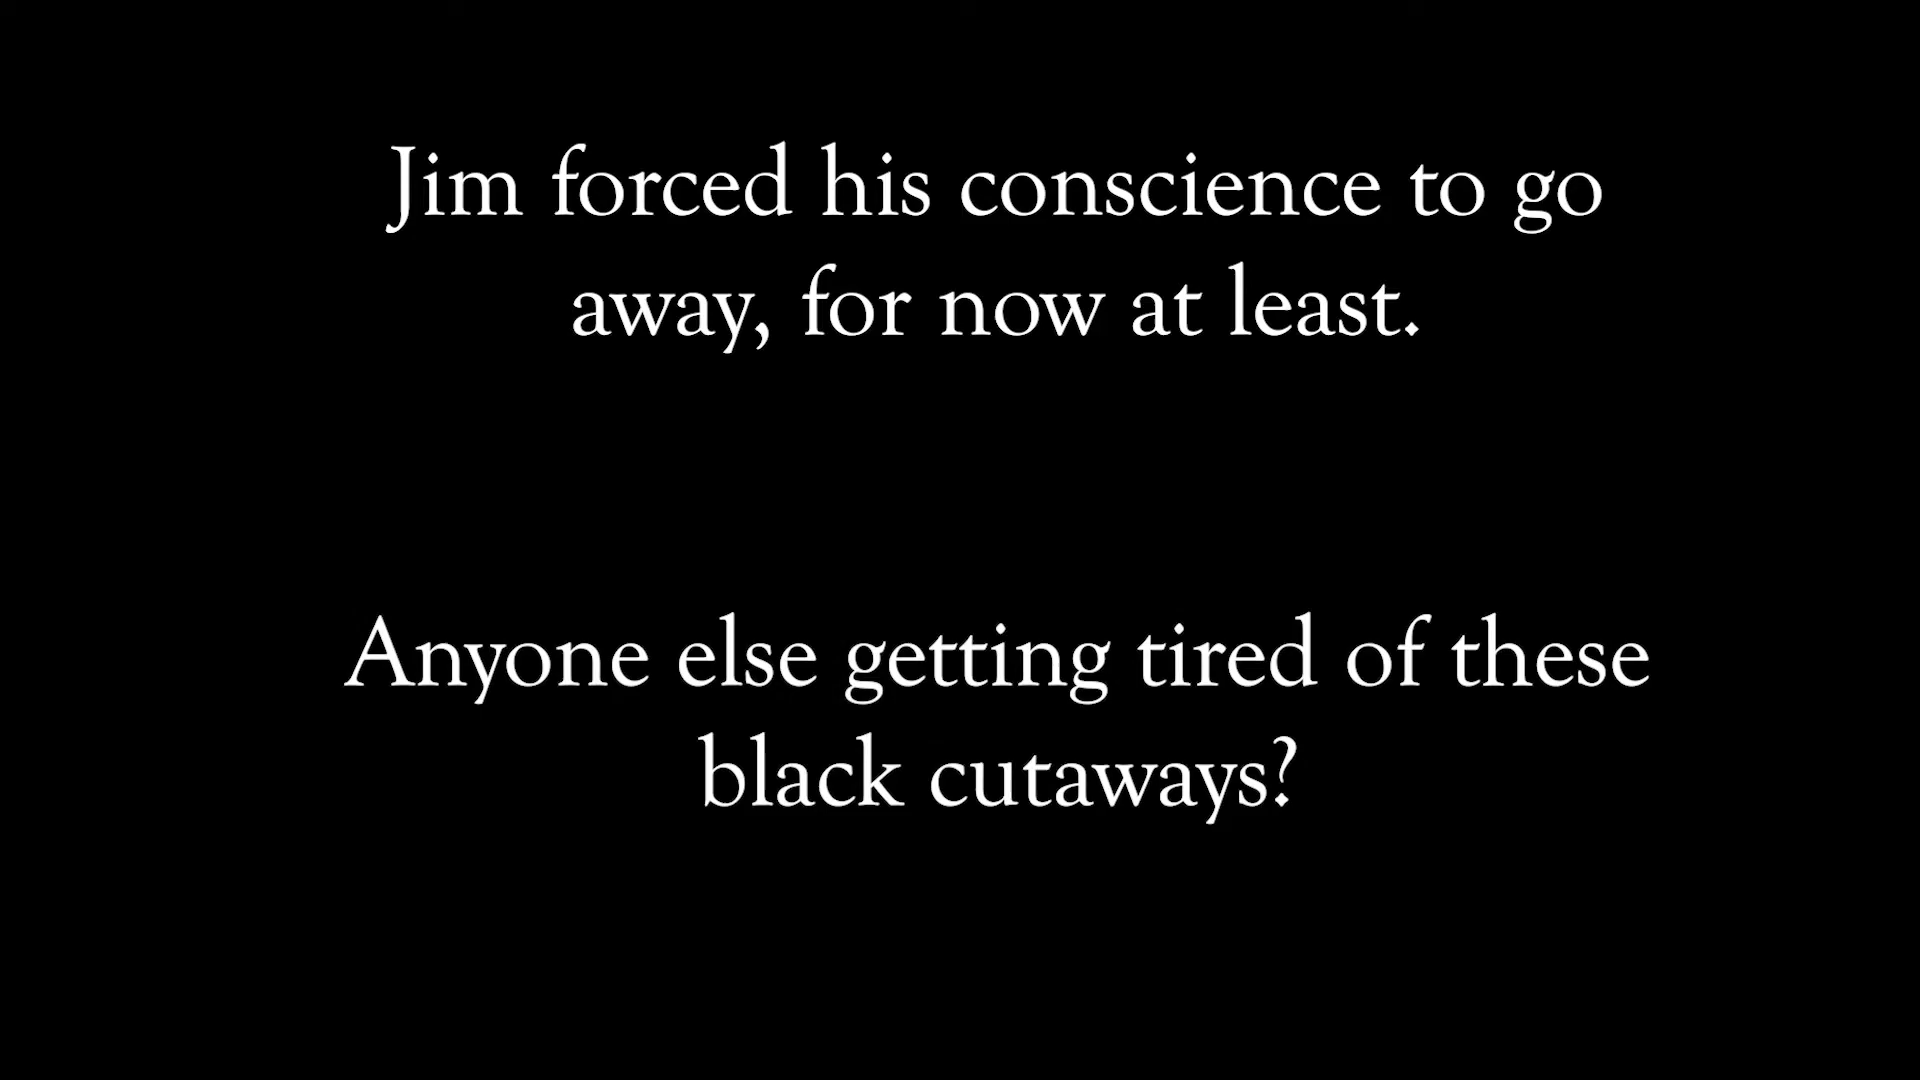 Jim forced his conscience to go
away, for now at least.
Anyone else getting tired of these
black cutaways?